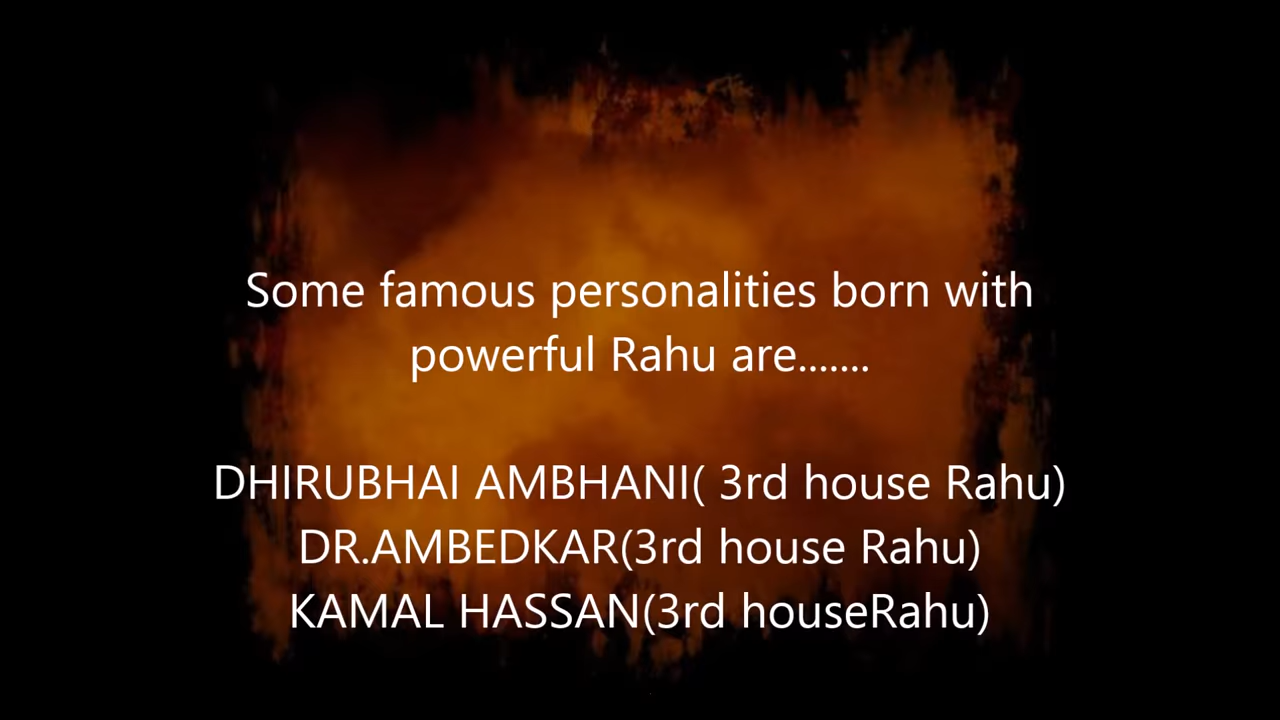 Some famous personalities born with
powerful Rahu are.......
DHIRUBHAI AMBHANI( 3rd house Rahu)
DR.AMBEDKAR(3rd house Rahu)
KAMAL HASSAN(3rd houseRahu)